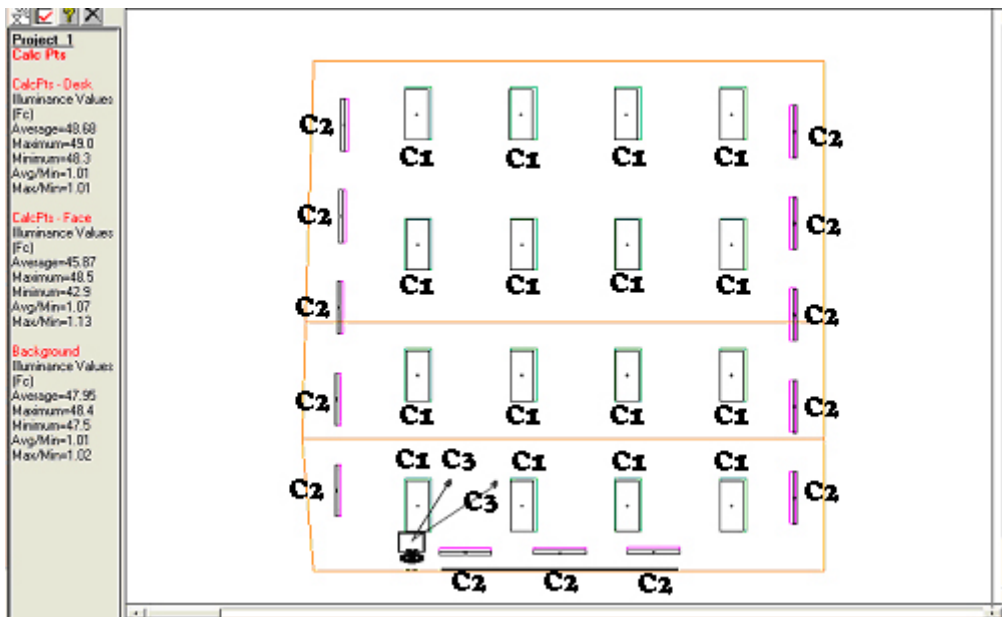 Project_1
Calc Pts
CalcPts - Desk
Illuminance Values
(Fc)
Average=48.68
Maximum=49.0
Minimum=48.3
Avg/Min=1.01
Max/Min=1.01
CalcPts - Face
Illuminance Values
(Fc)
Average=45.87
Maximum=48.5
Minimum=42.9
Avg/Min=1.07
Max/Min=1.13
Background
Illuminance Values
(Fc)
Average=47.95
Maximum=48.4
Minimum=47.5
Avg/Min=1.01
Max/Min=1.02
C2 C1 C1 C1 C1 C2
C2 C2
C1 C1 C1 C1
C2 C2
C2 C1 C1 C1 C1 C2
C1 C3 C1 C1 C1
C2 C3 C2
C2 C2 C2